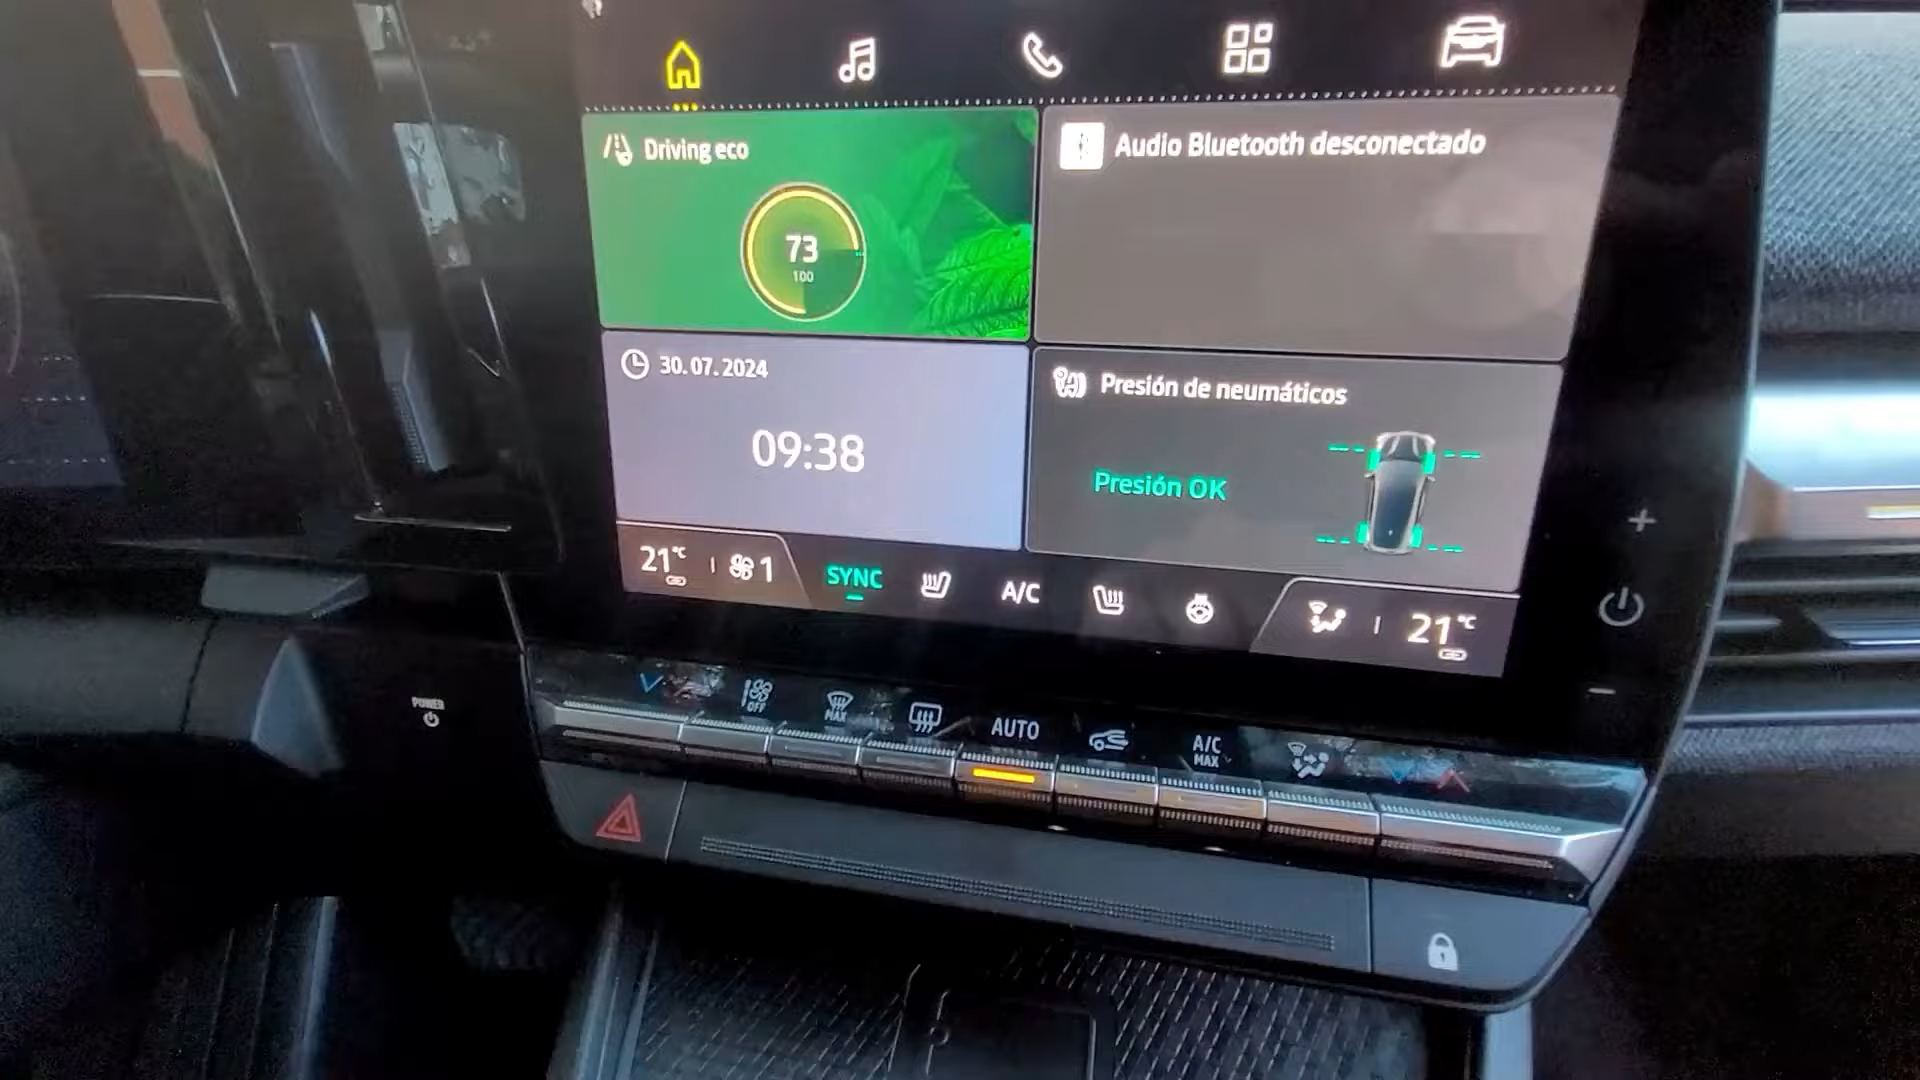 Driving eco
73
100
Audio Bluetooth desconectado
30.07.2024
09:38
Presión de neumáticos
Presión OK
21°C
1
SYNC
A/C
21°C
POWER
OFF
MAX
AUTO
A/C
MAX